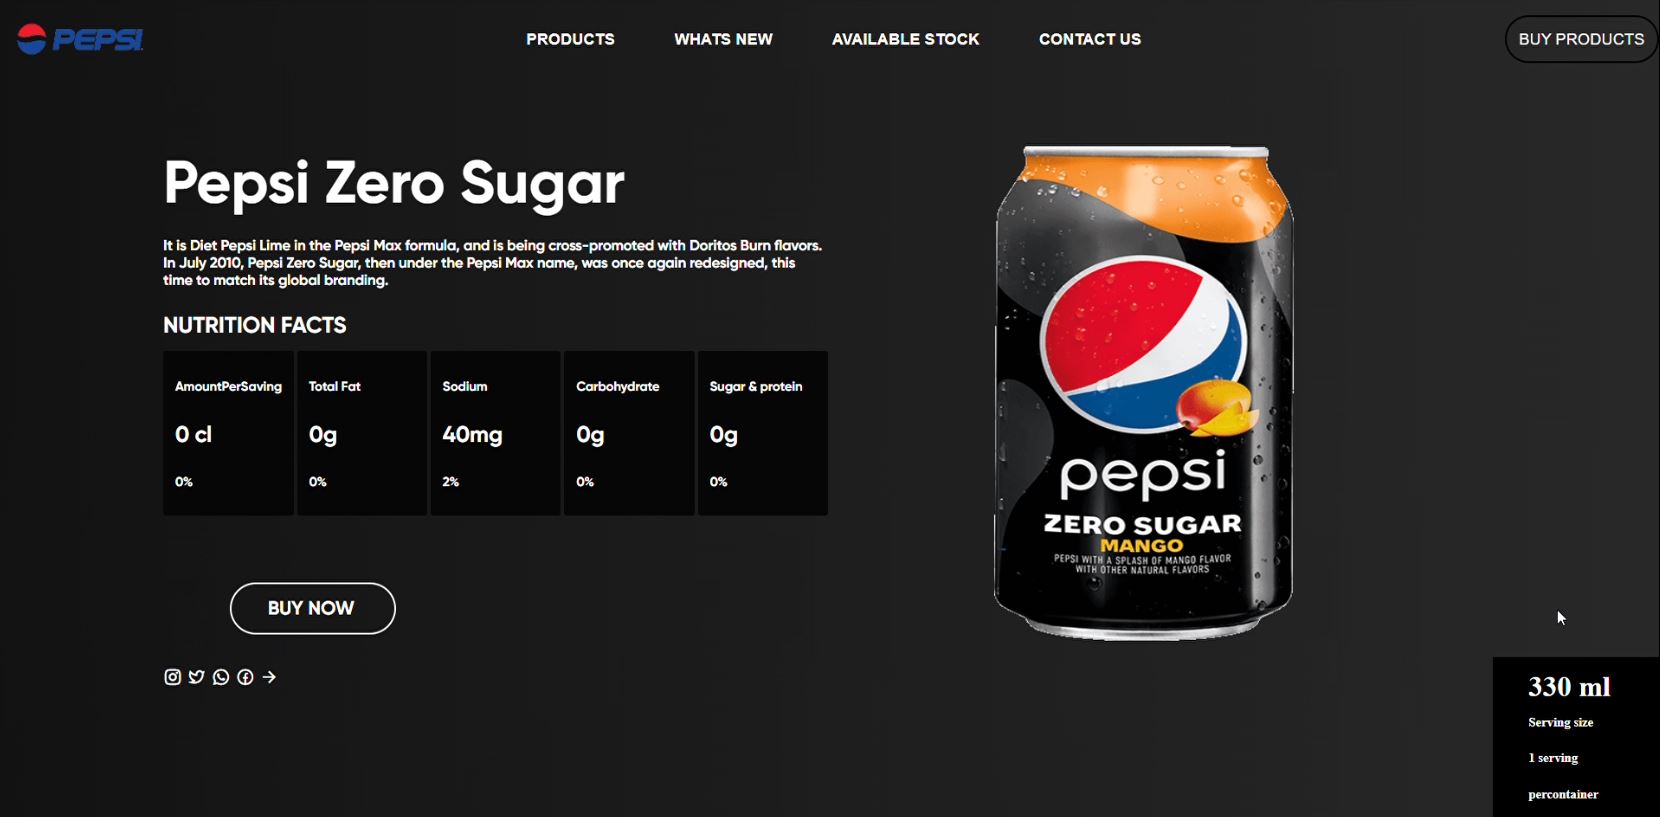 PEPSI
PRODUCTS
WHATS NEW
AVAILABLE STOCK
CONTACT US
BUY PRODUCTS
Pepsi Zero Sugar
It is Diet Pepsi Lime in the Pepsi Max formula, and is being cross-promoted with Doritos Burn flavors.
In July 2010, Pepsi Zero Sugar, then under the Pepsi Max name, was once again redesigned, this
time to match its global branding.
NUTRITION FACTS
AmountPerSaving
0 cl
0%
Total Fat
0g
0%
Sodium
40mg
2%
Carbohydrate
0g
0%
Sugar & protein
0g
0%
BUY NOW
pepsi
ZERO SUGAR
MANGO
PEPSI WITH A SPLASH OF MANGO FLAVOR
WITH OTHER NATURAL FLAVORS
330 ml
Serving size
1 serving
percontainer